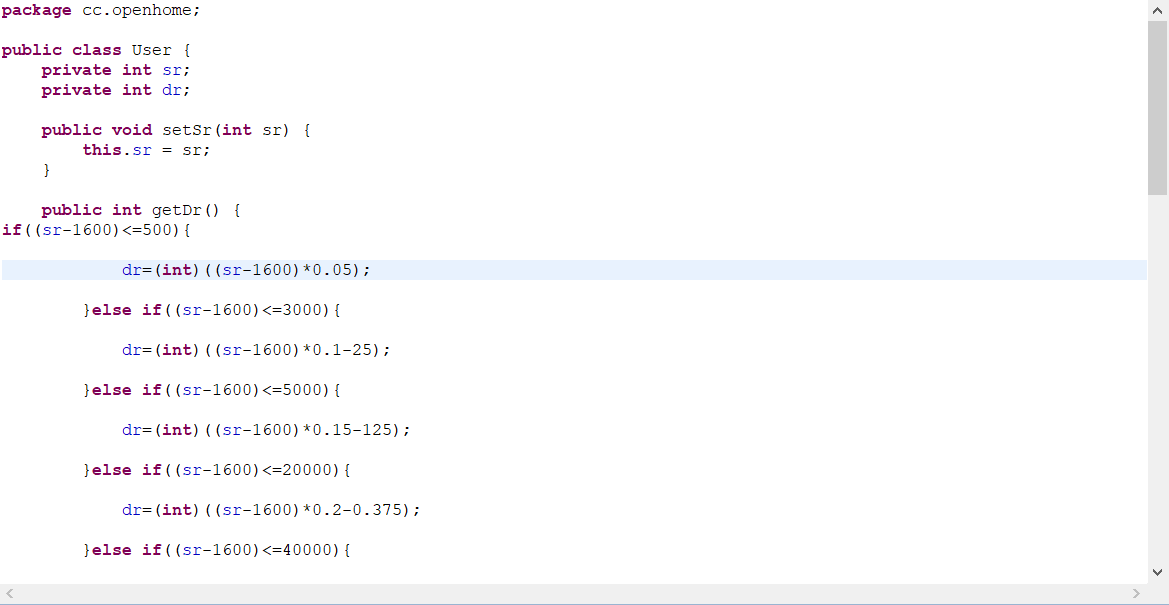 package cc.openhome;
public class User {
private int sr;
private int dr;
public void setSr(int sr) {
this.sr = sr;
}
public int getDr() {
if((sr-1600)<=500){
dr=(int)((sr-1600)*0.05);
}else if((sr-1600)<=3000){
dr=(int)((sr-1600)*0.1-25);
}else if((sr-1600)<=5000){
dr=(int)((sr-1600)*0.15-125);
}else if((sr-1600)<=20000){
dr=(int)((sr-1600)*0.2-0.375);
}else if((sr-1600)<=40000){